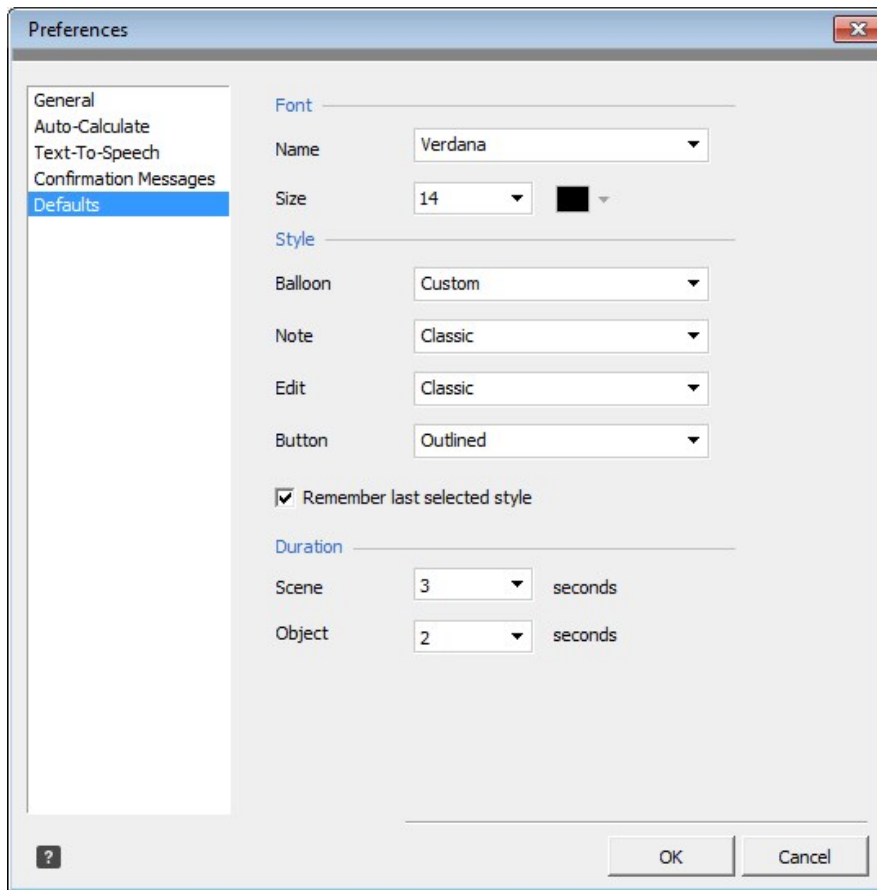 Preferences
General
Auto-Calculate
Text-To-Speech
Confirmation Messages
Defaults
Font
Name Verdana
Size 14
Style
Balloon Custom
Note Classic
Edit Classic
Button Outlined
Remember last selected style
Duration
Scene 3 seconds
Object 2 seconds
?
OK Cancel